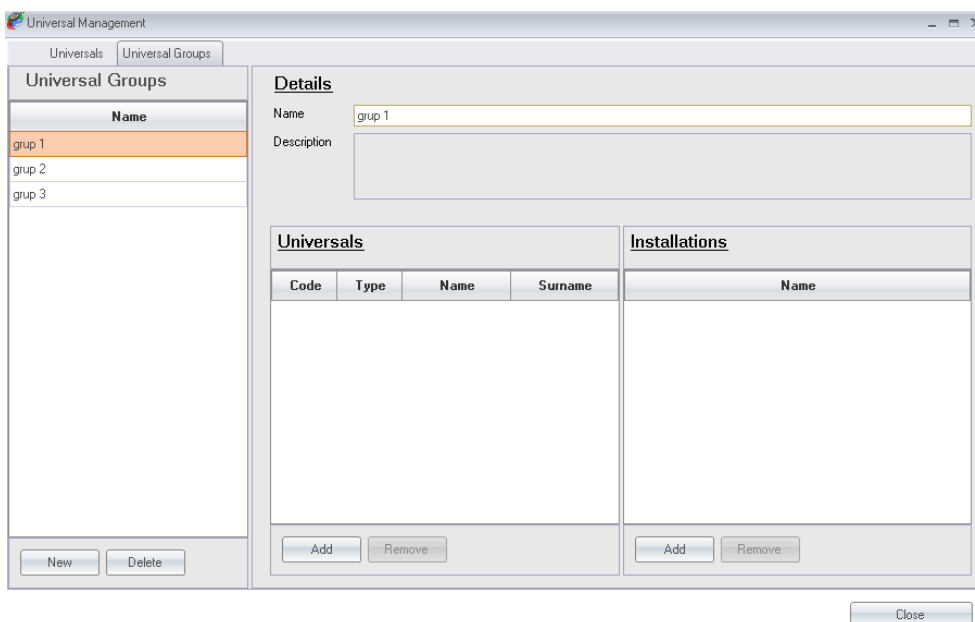 Universal Management
Universals Universal Groups
Universal Groups
Name
grup 1
grup 2
grup 3
New Delete
Details
Name grup 1
Description
Universals
Code Type Name Surname
Add Remove
Installations
Name
Add Remove
Close